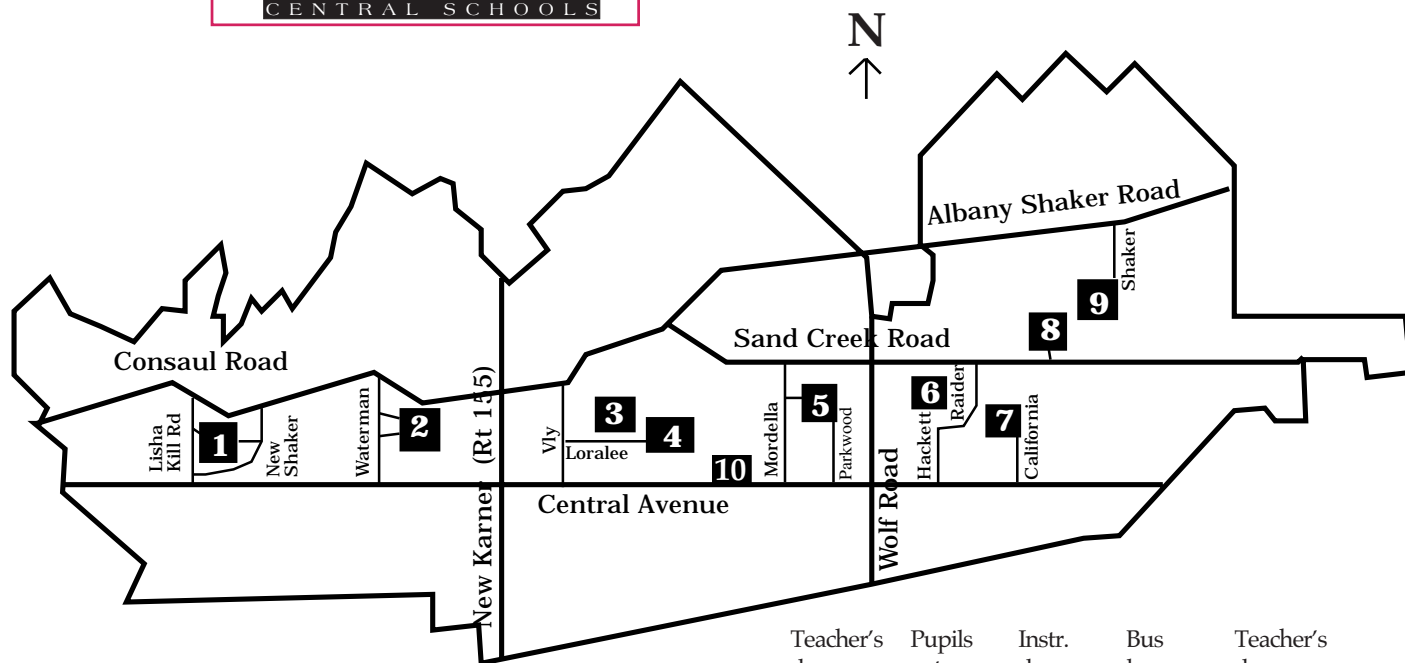 CENTRAL SCHOOLS
N
Albany Shaker Road
Shaker
9
8
Sand Creek Road
Consaul Road
New Karner (Rt 155)
Lisha
Kill Rd
1
New
Shaker
Waterman
2
Vly
3
Loralee
4
10
Mordella
5
Parkwood
Wolf Road
6
Hackett
Raider
7
California
Central Avenue
Teacher's Pupils Instr. Bus Teacher's